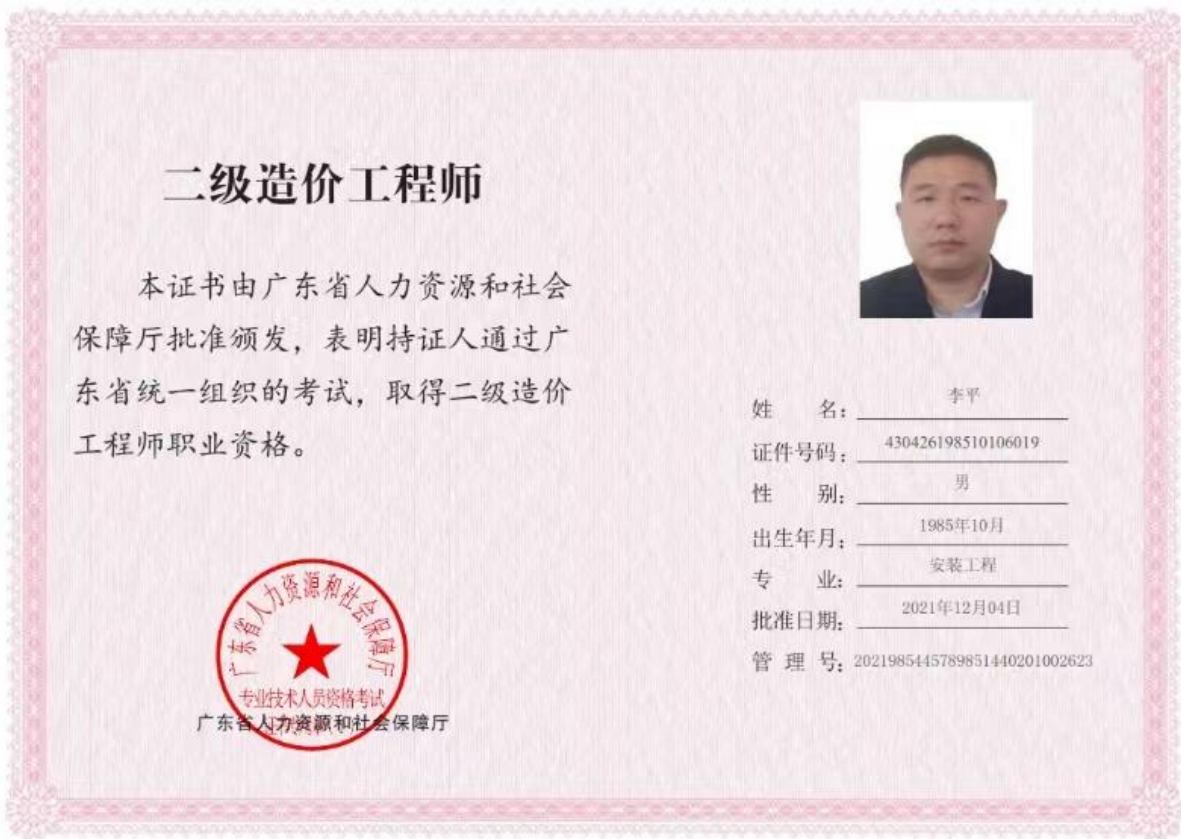 二级造价工程师
本证书由广东省人力资源和社会
保障厅批准颁发，表明持证人通过广
东省统一组织的考试，取得二级造价
工程师职业资格。
广东省人力资源和社会保障厅
专业技术人员资格考试
广东省人力资源和社会保障厅
姓名：李平
证件号码：430426198510106019
性别：男
出生年月：1985年10月
专业：安装工程
批准日期：2021年12月04日
管理号：2021985445789851440201002623